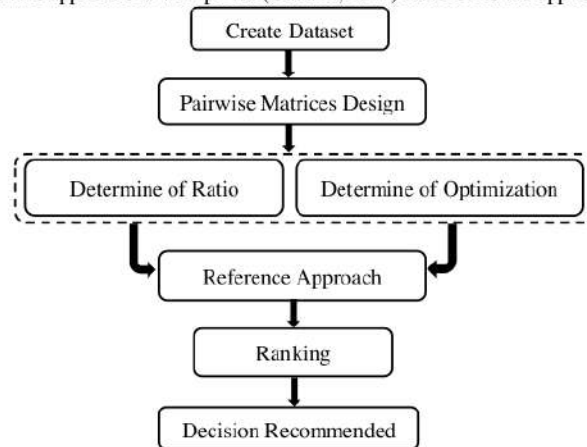 Create Dataset
Pairwise Matrices Design
Determine of Ratio
Determine of Optimization
Reference Approach
Ranking
Decision Recommended